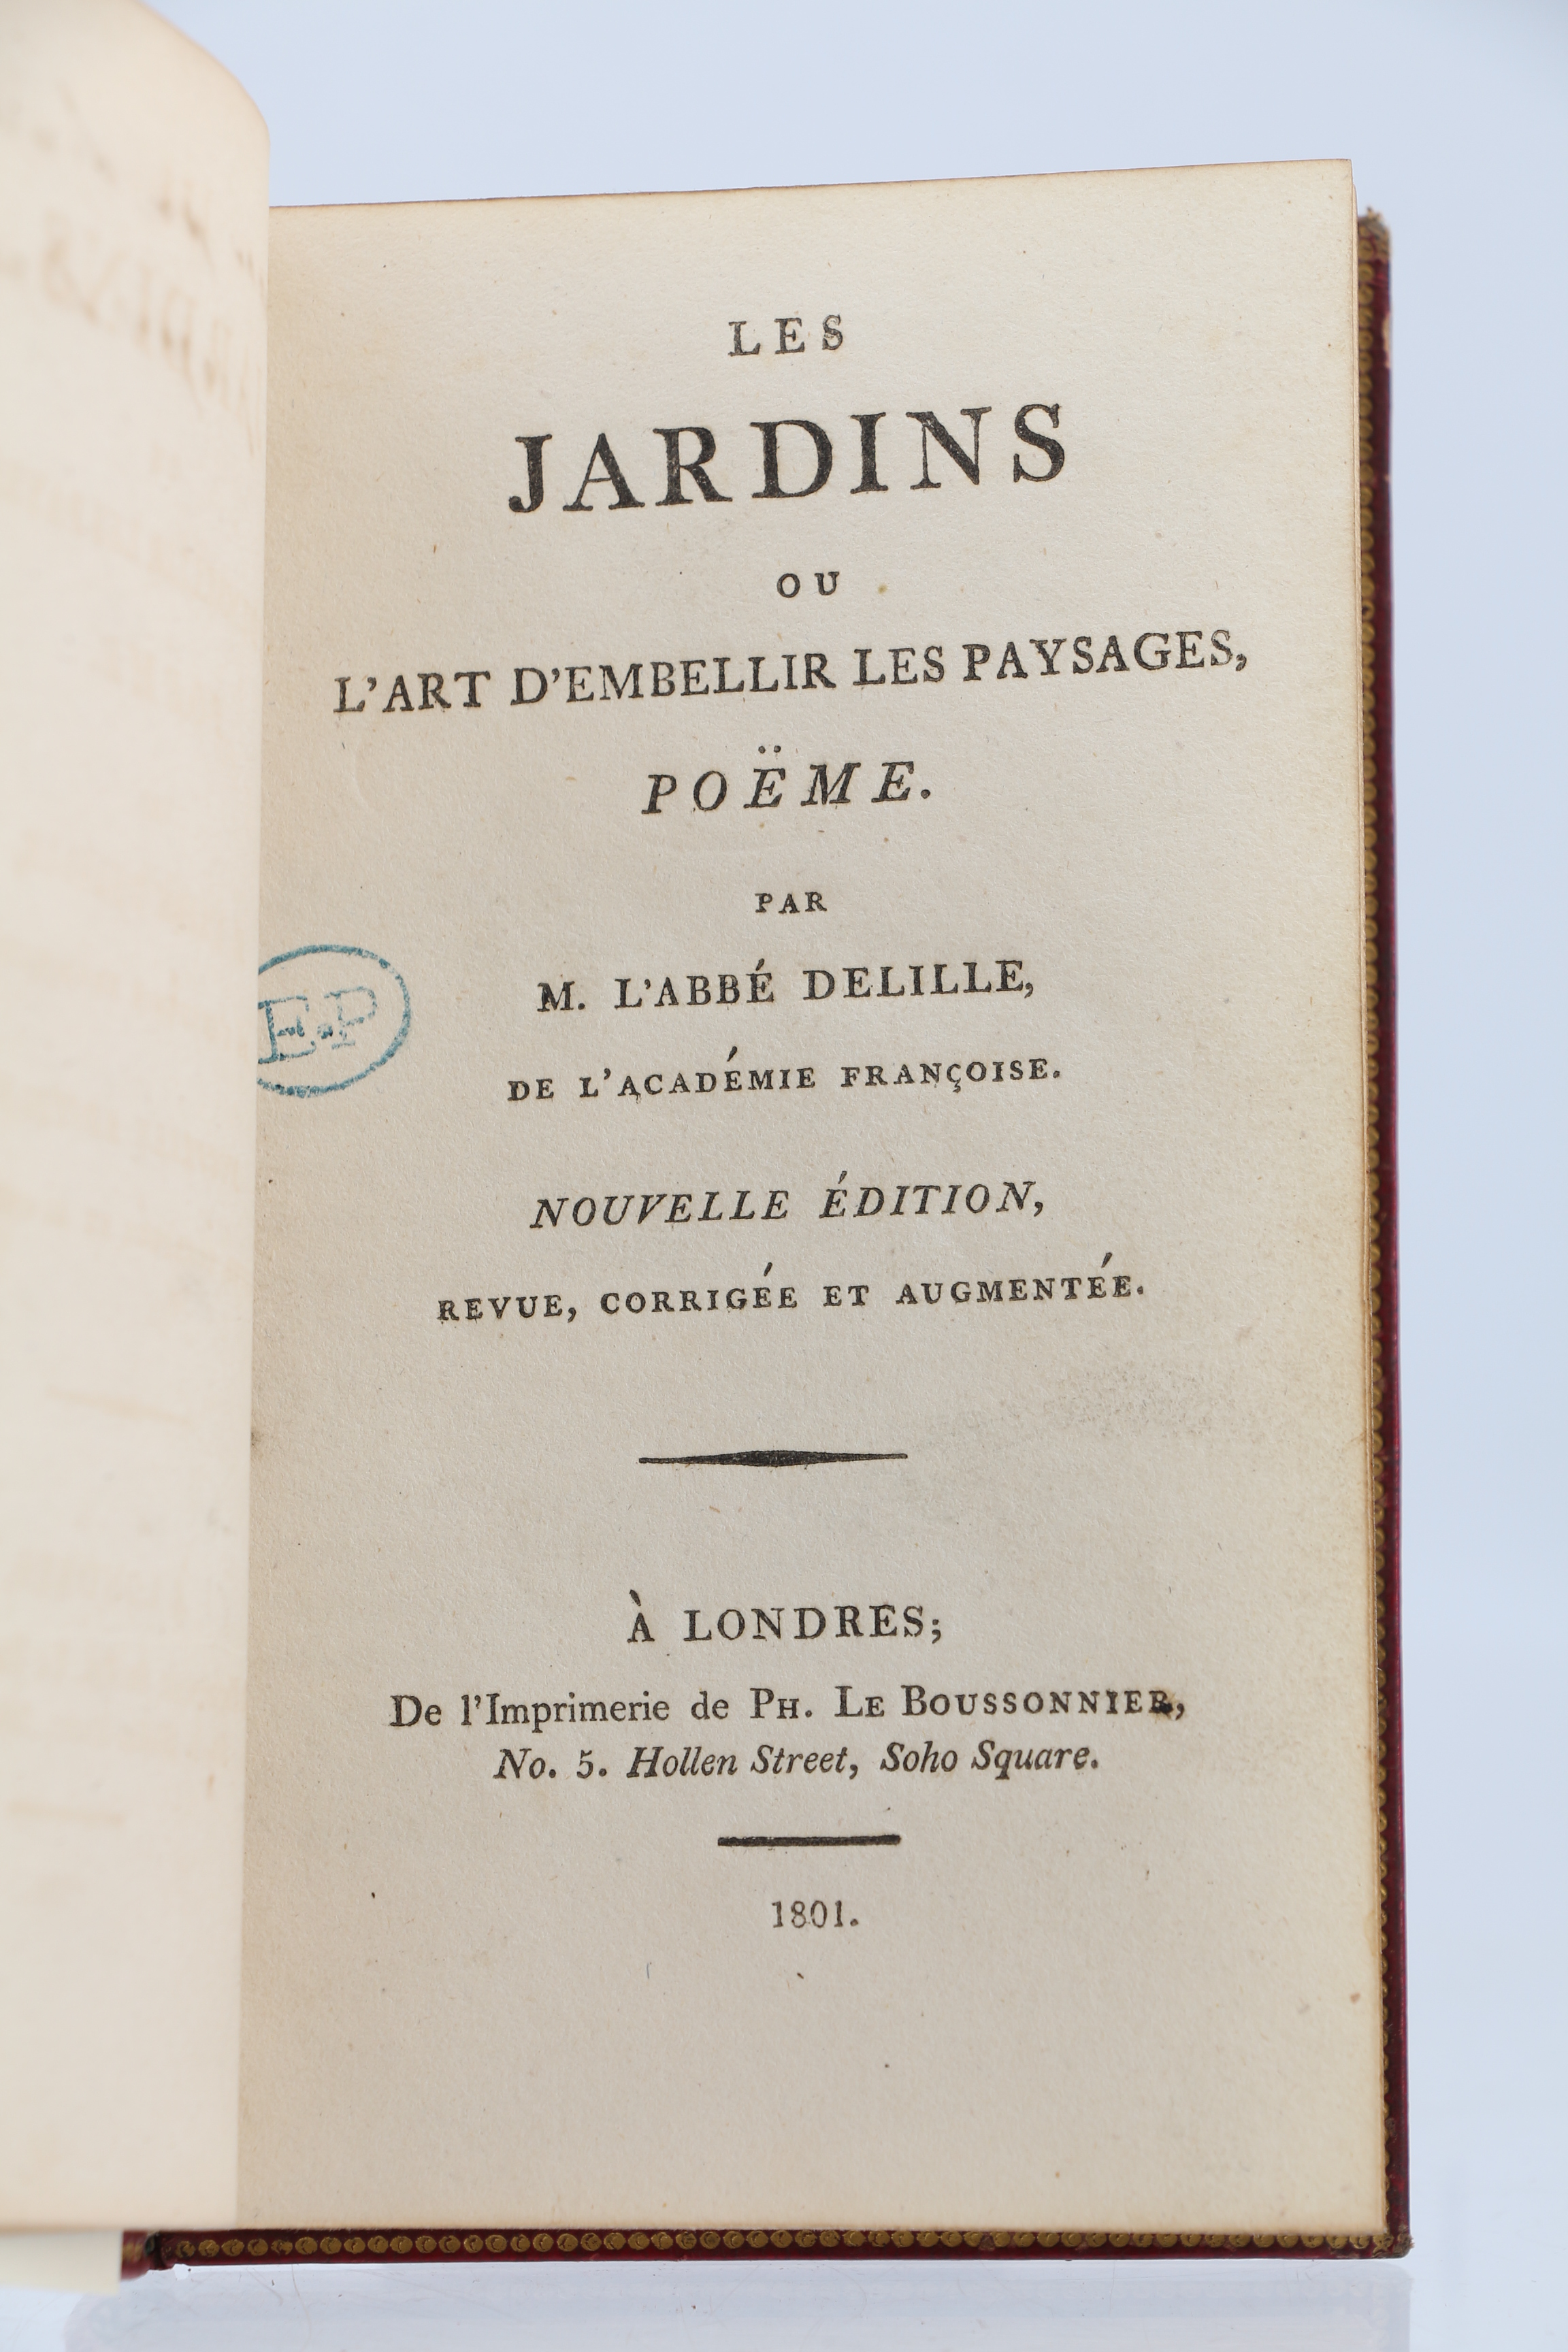 LES
JARDINS
OU
L'ART D'EMBELLIR LES PAYSAGES,
POËME.
PAR
M. L'ABBÉ DELILLE,
E.P
DE L'ACADÉMIE FRANÇOISE.
NOUVELLE ÉDITION,
REVUE, CORRIGÉE ET AUGMENTÉE.
À LONDRES;
De l'Imprimerie de PH. LE BOUSSONNIER,
No. 5. Hollen Street, Soho Square.
1801.